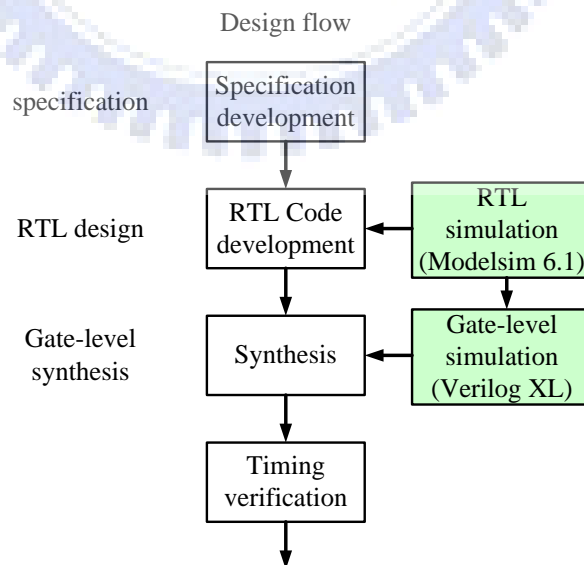 Design flow
specification
Specification
development
RTL design
RTL Code
development
RTL
simulation
(Modelsim 6.1)
Gate-level
synthesis
Synthesis
Gate-level
simulation
(Verilog XL)
Timing
verification